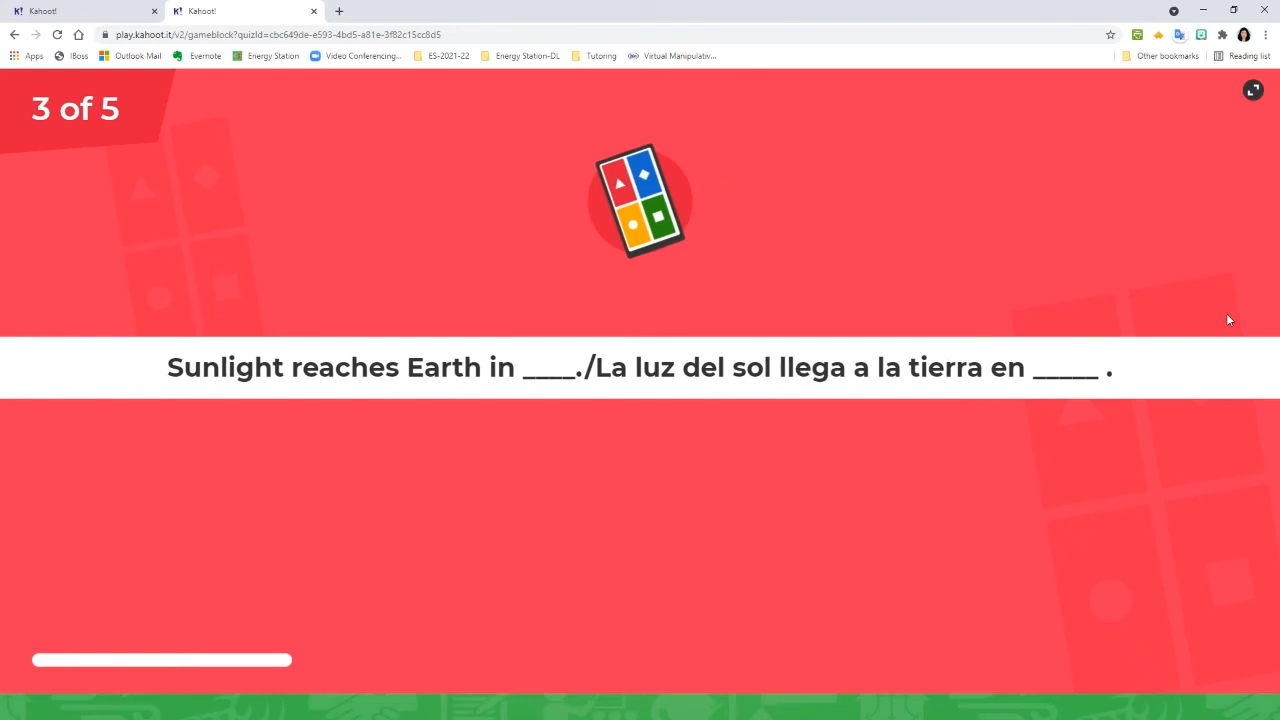 Kahoot!
Kahoot!
play.kahoot.it/v2/gameblock?quizId=cbc649de-e593-4bd5-a81e-3f82c15cc8d5
Apps IBoss Outlook Mail Evernote Energy Station Video Conferencing... ES-2021-22 Energy Station-DL Tutoring Virtual Manipulativ... Other bookmarks Reading list
3 of 5
Sunlight reaches Earth in ____./La luz del sol llega a la tierra en _____ .